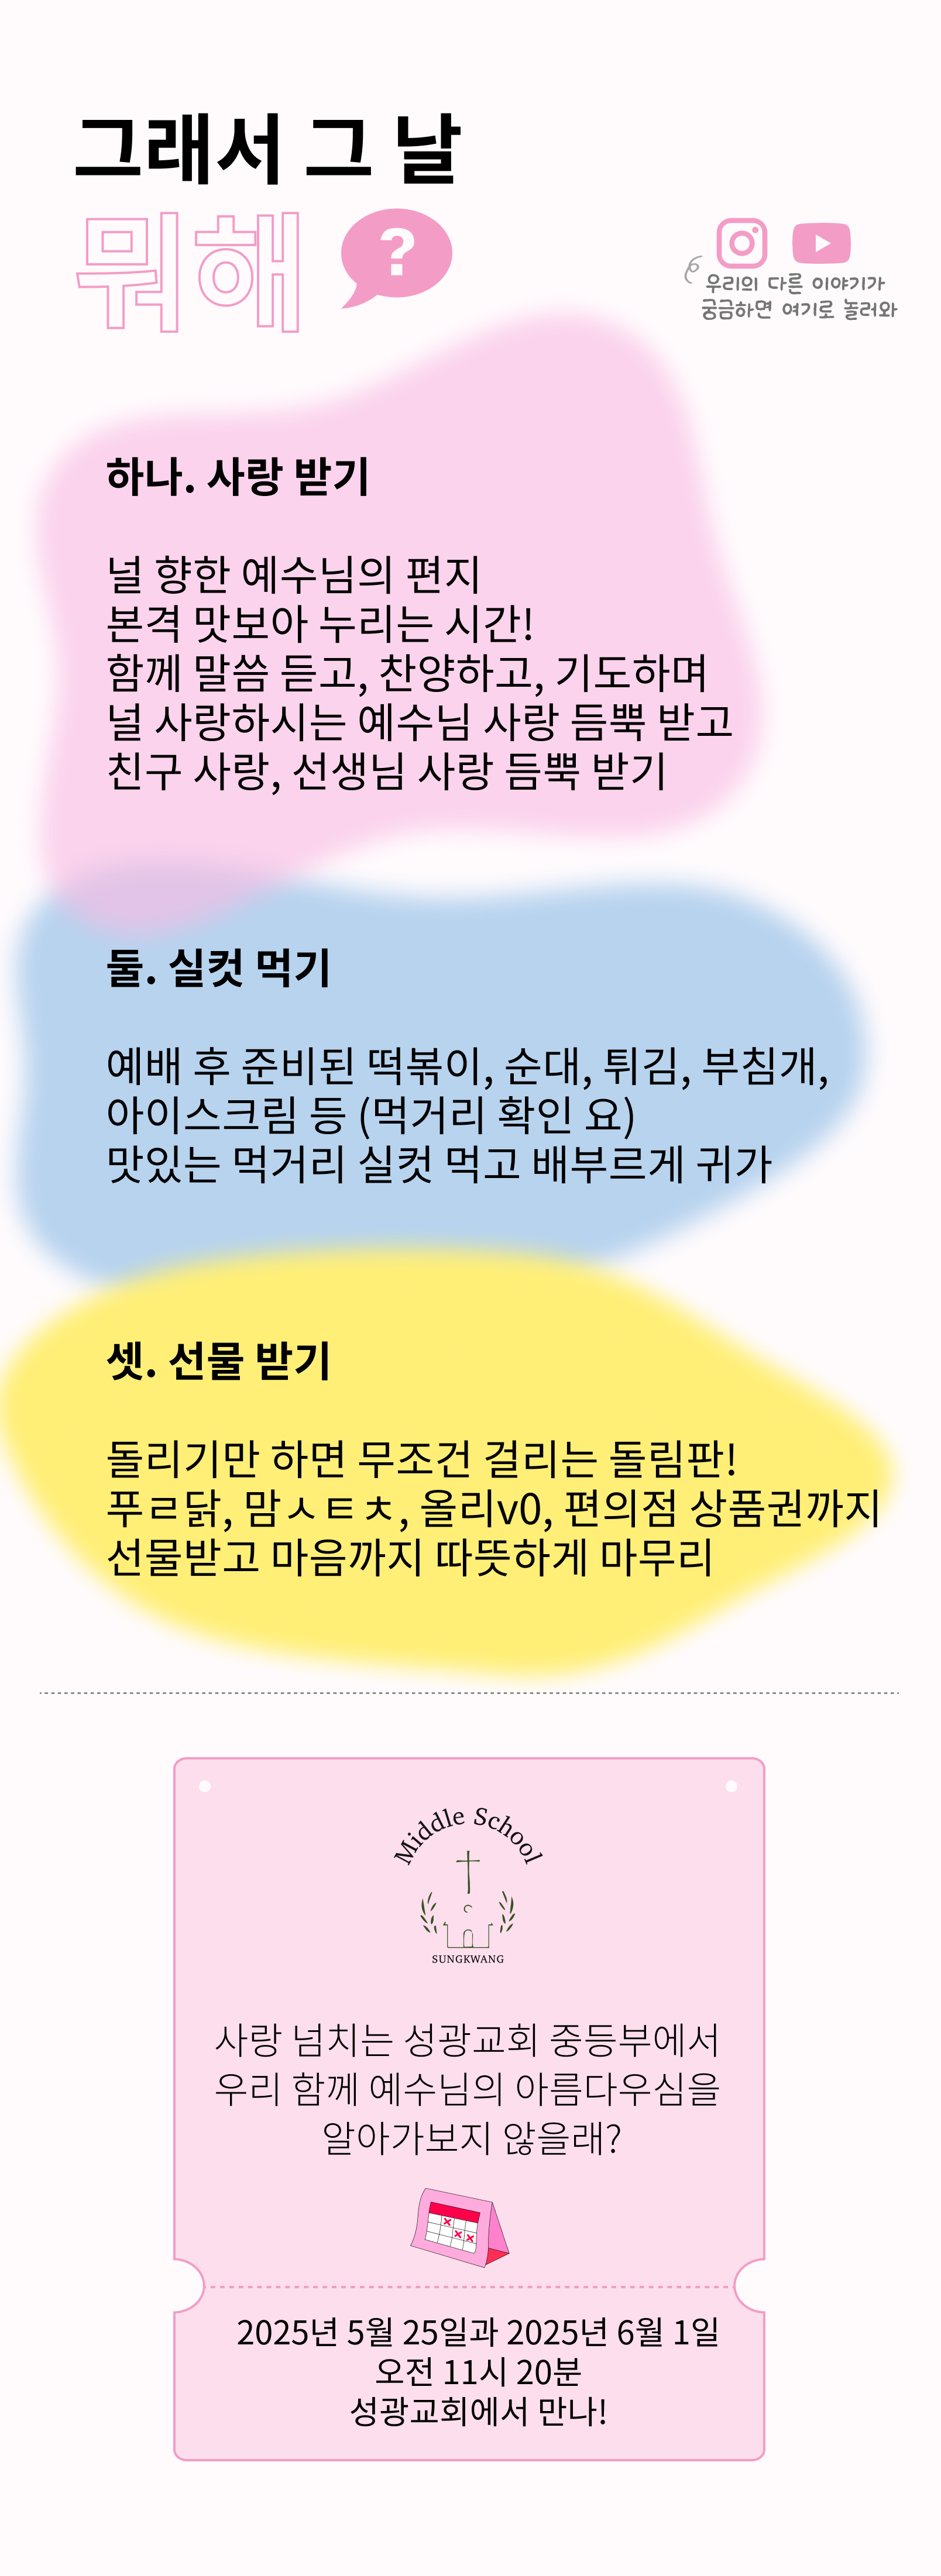 그래서 그 날
뭐해
?
우리의 다른 이야기가
궁금하면 여기로 놀러와
하나. 사랑 받기
널 향한 예수님의 편지
본격 맛보아 누리는 시간!
함께 말씀 듣고, 찬양하고, 기도하며
널 사랑하시는 예수님 사랑 듬뿍 받고
친구 사랑, 선생님 사랑 듬뿍 받기
둘. 실컷 먹기
예배 후 준비된 떡볶이, 순대, 튀김, 부침개,
아이스크림 등 (먹거리 확인 요)
맛있는 먹거리 실컷 먹고 배부르게 귀가
셋. 선물 받기
돌리기만 하면 무조건 걸리는 돌림판!
푸ㄹ닭, 맘ㅅㅌㅊ, 올리v0, 편의점 상품권까지
선물받고 마음까지 따뜻하게 마무리
Middle School
SUNGKWANG
사랑 넘치는 성광교회 중등부에서
우리 함께 예수님의 아름다우심을
알아가보지 않을래?
2025년 5월 25일과 2025년 6월 1일
오전 11시 20분
성광교회에서 만나!